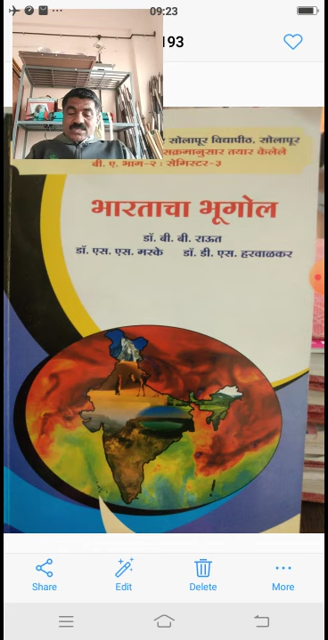 09:23
193
सोलापूर विद्यापीठ, सोलापूर
क्रमानुसार तयार केलेले
बी. ए. भाग-२ : सेमिस्टर-३
भारताचा भूगोल
डॉ. बी. बी. राऊत
डॉ. एस. एस. मस्के डॉ. डी. एस. हरवाळकर
Share Edit Delete More